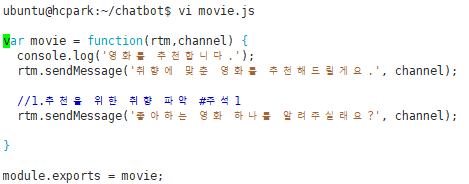 ubuntu@hcpark:~/chatbot$ vi movie.js
var movie = function(rtm,channel) {
console.log('영화를 추천합니다.');
rtm.sendMessage('취향에 맞춘 영화를 추천해드릴게요.', channel);
//1.추천을 위한 취향 파악 #주석1
rtm.sendMessage('좋아하는 영화 하나를 알려주실래요?', channel);
}
module.exports = movie;